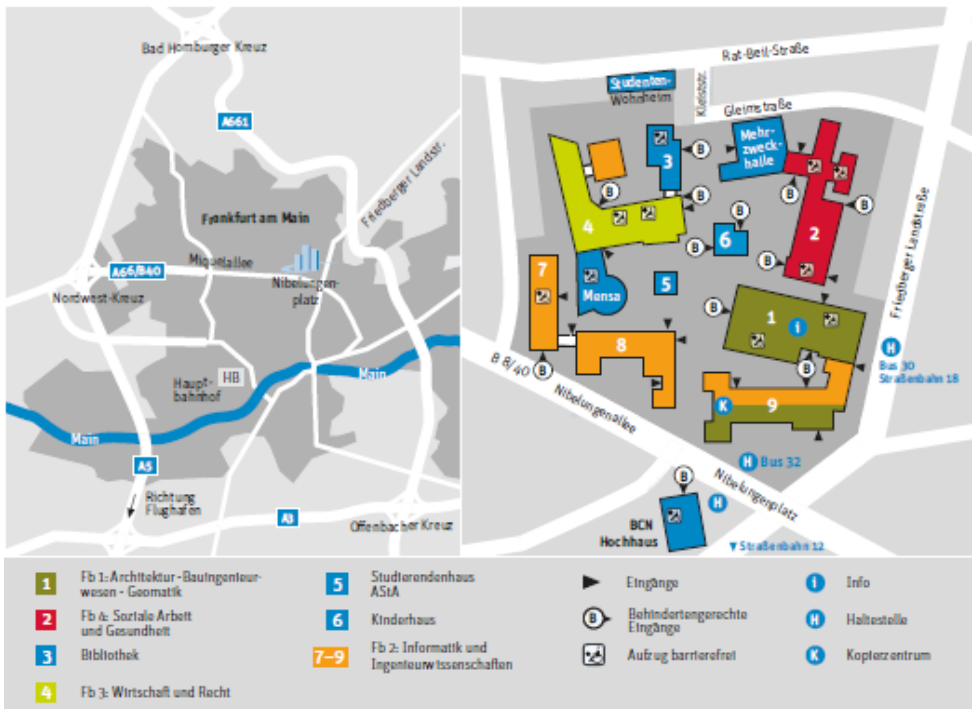 Bad Homburger Kreuz
A661
Friedberger Landstr.
Frankfurt am Main
Miquelallee
A66/B40
Nordwest-Kreuz
Nibelungen-
platz
Haupt-
bahnhof
HB
Main
Main
A5
Richtung
Flughafen
A3
Offenbacher Kreuz
Rat-Beil-Straße
Studenten-
Wohnheim
Kleiststr.
Gleimstraße
Mehr-
zweck-
halle
3
B
B
B
B
B
4
B
6
B
2
B
Friedberger Landstraße
7
Mensa
5
B
1
i
8
H
Bus 30
Straßenbahn 18
B 8/40
B
Nibelungenallee
B
K
9
H Bus 32
Nibelungenplatz
B
H
BCN
Hochhaus
Straßenbahn 12
1 Fb 1: Architektur - Bauingenieur-
wesen - Geomatik
2 Fb 4: Soziale Arbeit
und Gesundheit
3 Bibliothek
4 Fb 3: Wirtschaft und Recht
5 Studierendenhaus
AStA
6 Kinderhaus
7–9 Fb 2: Informatik und
Ingenieurwissenschaften
Eingänge
B Behindertengerechte
Eingänge
Aufzug barrierefrei
i Info
H Haltestelle
K Kopierzentrum